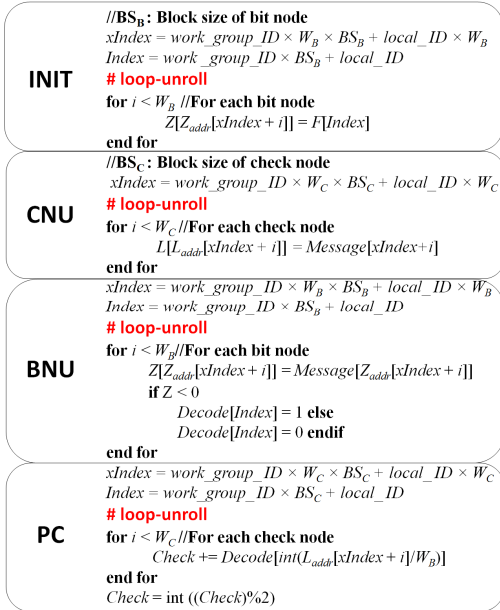 //BS_B: Block size of bit node
xIndex = work_group_ID × W_B × BS_B + local_ID × W_B
Index = work_group_ID × BS_B + local_ID
# loop-unroll
INIT
for i < W_B //For each bit node
Z[Z_addr[xIndex + i]] = F[Index]
end for
//BS_C: Block size of check node
xIndex = work_group_ID × W_C × BS_C + local_ID × W_C
# loop-unroll
CNU
for i < W_C//For each check node
L[L_addr[xIndex + i]] = Message[xIndex+i]
end for
xIndex = work_group_ID × W_B × BS_B + local_ID × W_B
Index = work_group_ID × BS_B + local_ID
# loop-unroll
for i < W_B//For each bit node
BNU
Z[Z_addr[xIndex + i]] = Message[Z_addr[xIndex + i]]
if Z < 0
Decode[Index] = 1 else
Decode[Index] = 0 endif
end for
xIndex = work_group_ID × W_C × BS_C + local_ID × W_C
Index = work_group_ID × BS_C + local_ID
# loop-unroll
PC
for i < W_C//For each check node
Check += Decode[int(L_addr[xIndex + i]/W_B)]
end for
Check = int ((Check)%2)